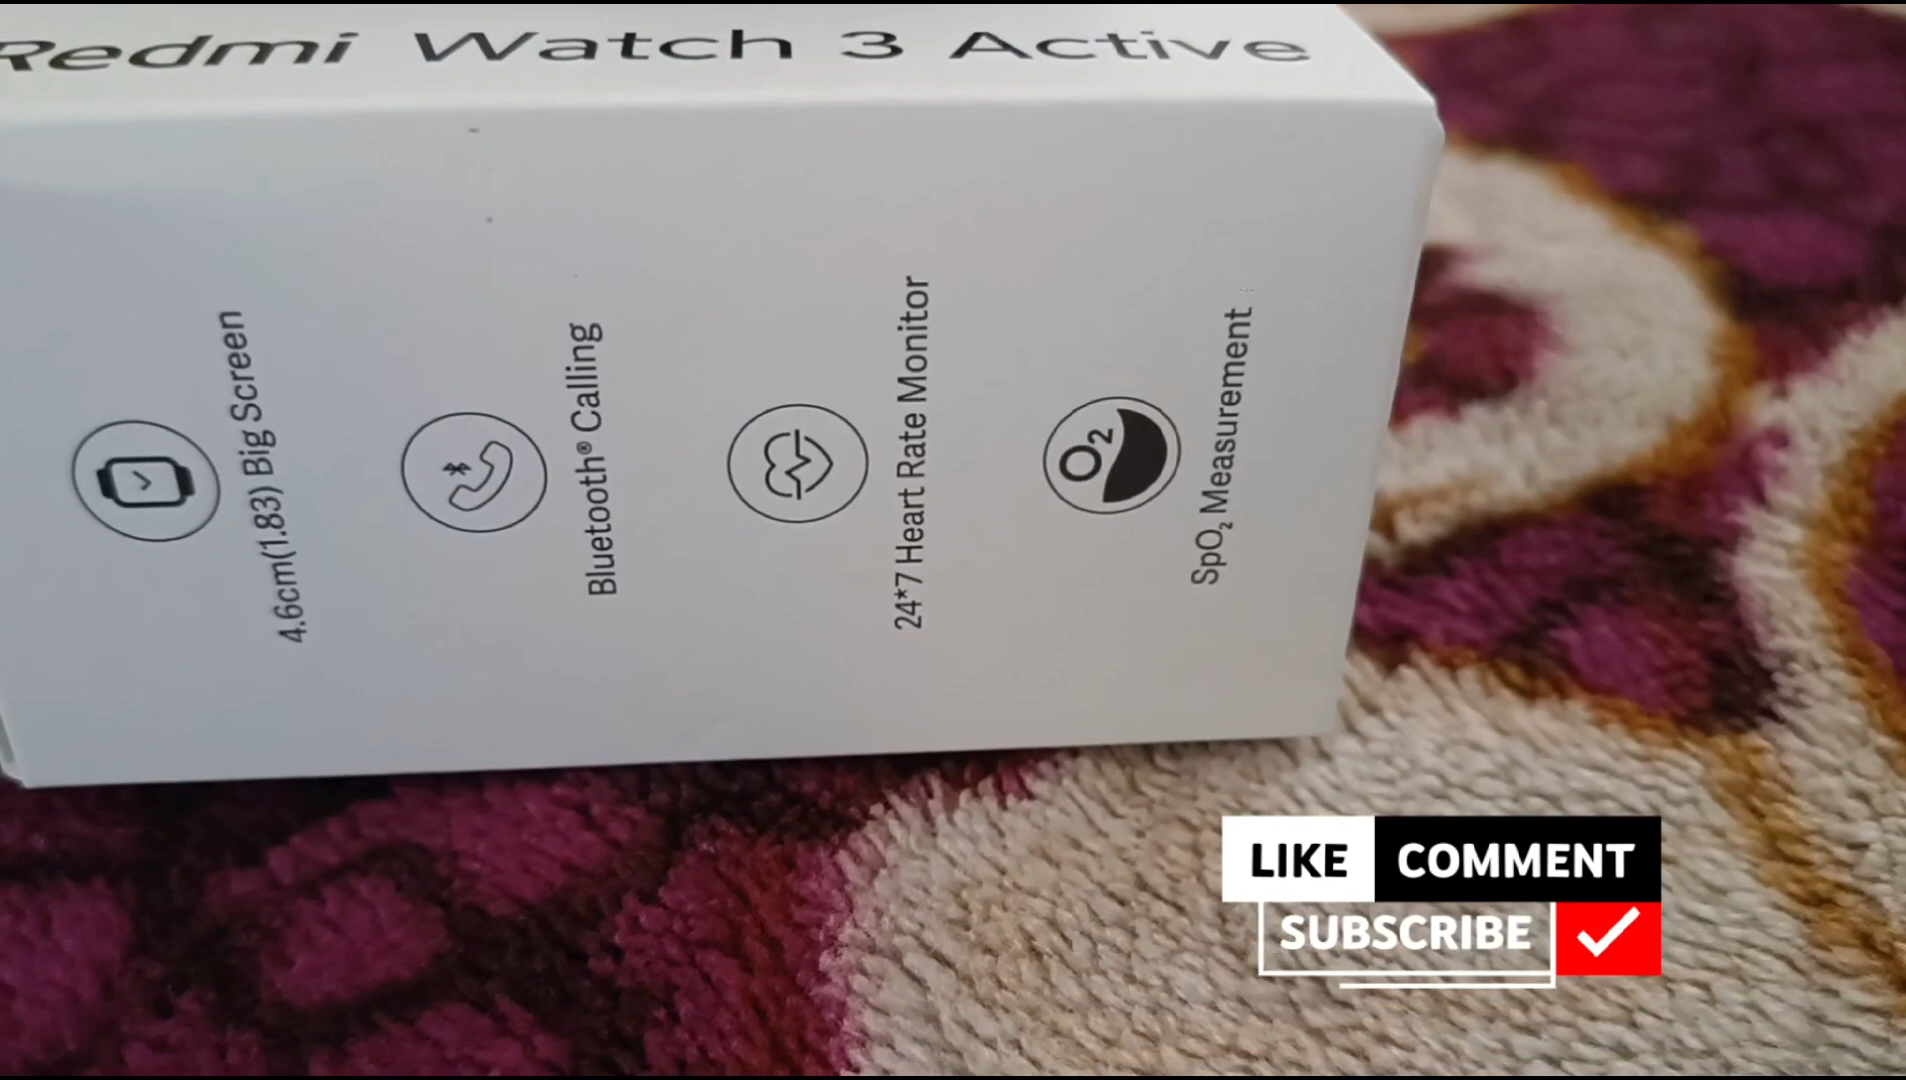 Redmi Watch 3 Active
4.6cm(1.83) Big Screen
Bluetooth® Calling
24*7 Heart Rate Monitor
O2
SpO₂ Measurement
LIKE COMMENT
SUBSCRIBE